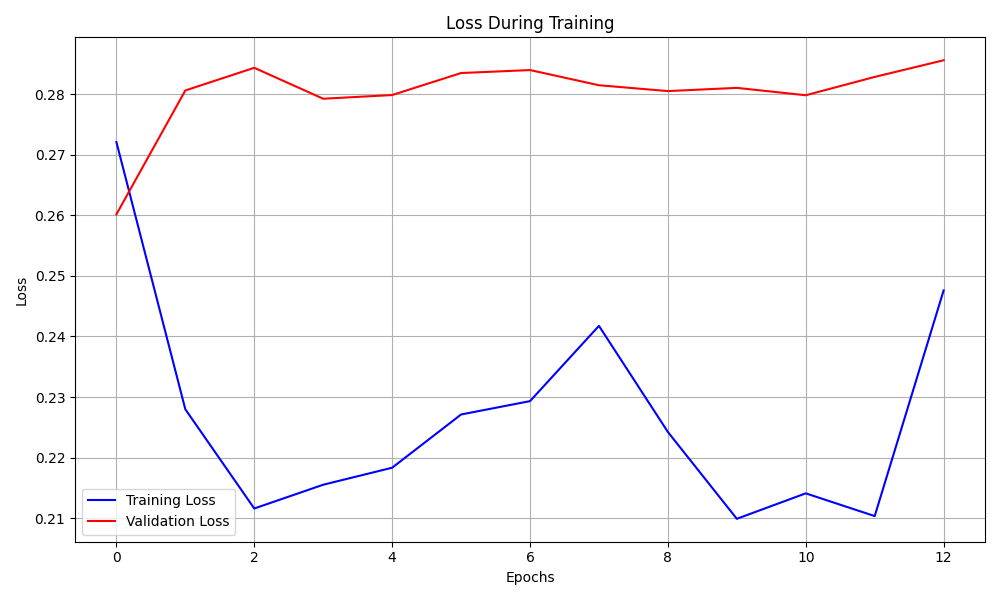 Loss During Training
Loss
0.28
0.27
0.26
0.25
0.24
0.23
0.22
0.21
Training Loss
Validation Loss
0 2 4 6 8 10 12
Epochs